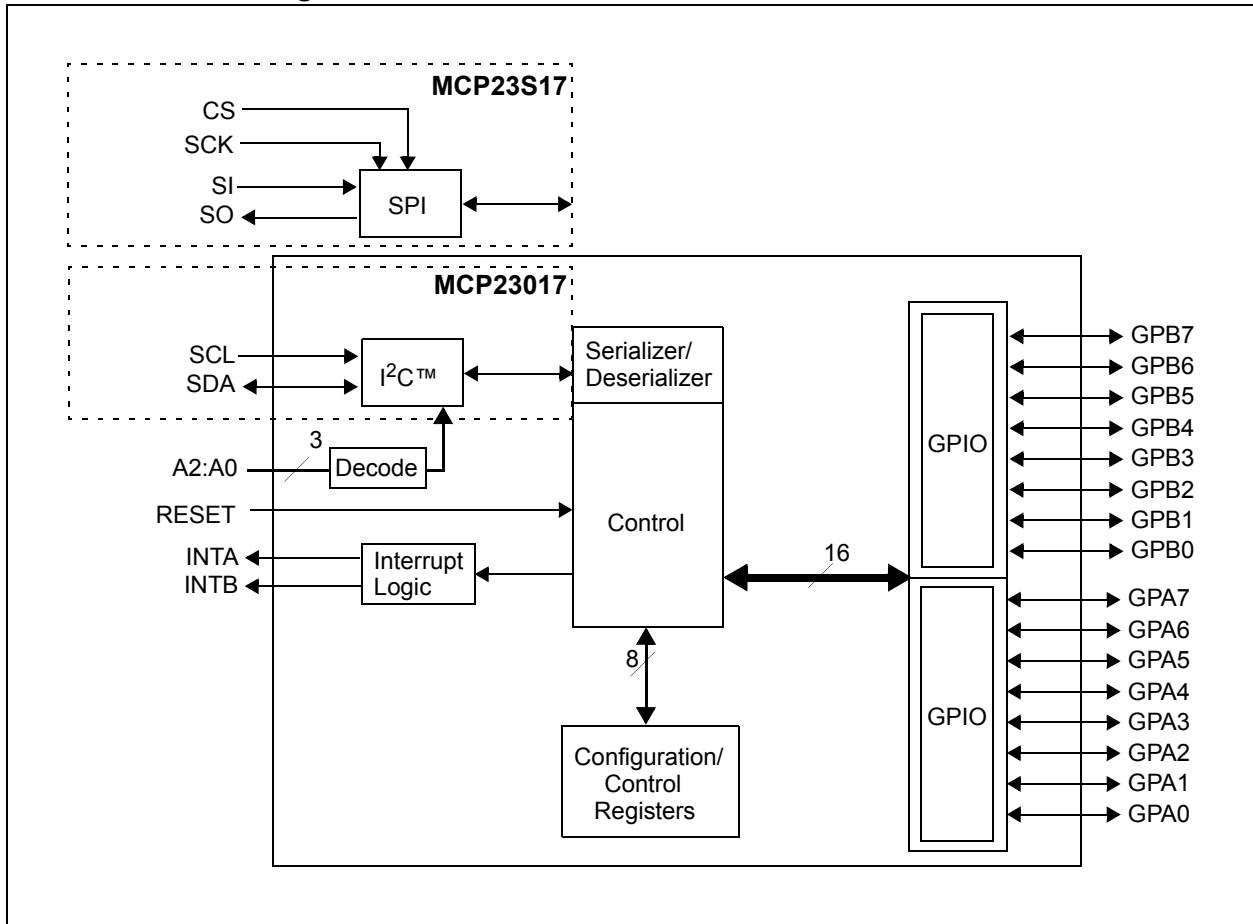 MCP23S17
CS
SCK
SI
SO
SPI
MCP23017
SCL
SDA
I²C™
Serializer/
Deserializer
A2:A0
3
Decode
RESET
Control
INTA
INTB
Interrupt
Logic
16
8
Configuration/
Control
Registers
GPIO
GPB7
GPB6
GPB5
GPB4
GPB3
GPB2
GPB1
GPB0
GPIO
GPA7
GPA6
GPA5
GPA4
GPA3
GPA2
GPA1
GPA0